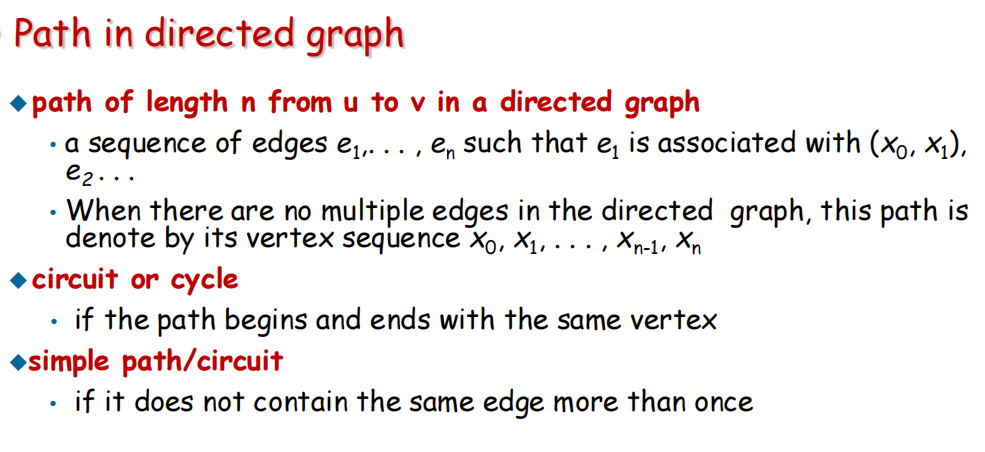 Path in directed graph
◆path of length n from u to v in a directed graph
• a sequence of edges e₁,. . . , eₙ such that e₁ is associated with (x₀, x₁),
e₂. . .
• When there are no multiple edges in the directed graph, this path is
denote by its vertex sequence x₀, x₁, . . . , xₙ₋₁, xₙ
◆circuit or cycle
• if the path begins and ends with the same vertex
◆simple path/circuit
• if it does not contain the same edge more than once